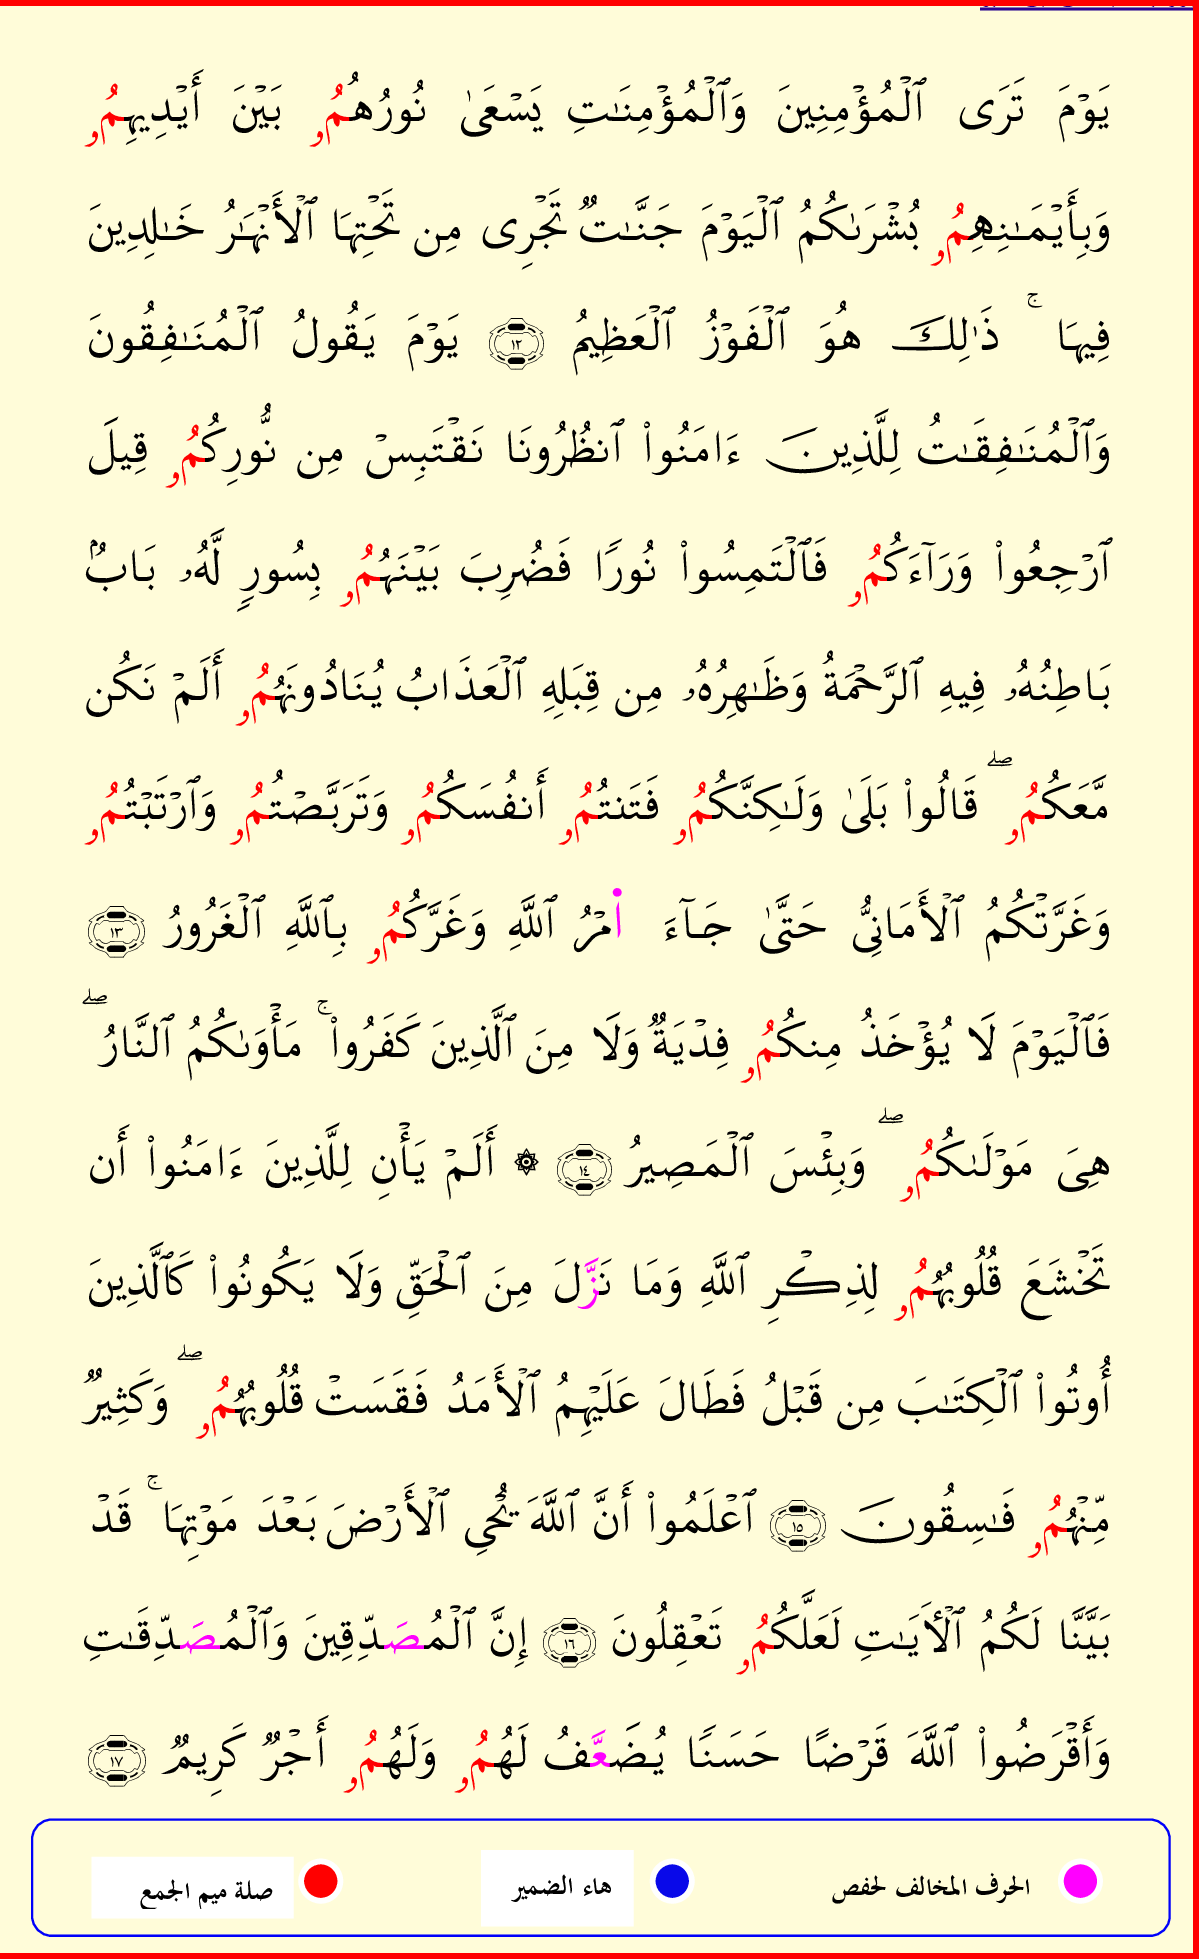 يَوْمَ تَرَى ٱلْمُؤْمِنِينَ وَٱلْمُؤْمِنَـٰتِ يَسْعَىٰ نُورُهُمُۥ بَيْنَ أَيْدِيهِمُۥ
وَبِأَيْمَـٰنِهِمُۥ بُشْرَىٰكُمُ ٱلْيَوْمَ جَنَّـٰتٌ تَجْرِى مِن تَحْتِهَا ٱلْأَنْهَـٰرُ خَـٰلِدِينَ
فِيهَا ۚ ذَٰلِكَ هُوَ ٱلْفَوْزُ ٱلْعَظِيمُ ١٢ يَوْمَ يَقُولُ ٱلْمُنَـٰفِقُونَ
وَٱلْمُنَـٰفِقَـٰتُ لِلَّذِينَ ءَامَنُوا۟ ٱنظُرُونَا نَقْتَبِسْ مِن نُّورِكُمُۥ قِيلَ
ٱرْجِعُوا۟ وَرَآءَكُمُۥ فَٱلْتَمِسُوا۟ نُورًا فَضُرِبَ بَيْنَهُمُۥ بِسُورٍ لَّهُۥ بَابٌۢ
بَاطِنُهُۥ فِيهِ ٱلرَّحْمَةُ وَظَـٰهِرُهُۥ مِن قِبَلِهِ ٱلْعَذَابُ يُنَادُونَهُمُۥ أَلَمْ نَكُن
مَّعَكُمُۥ ۖ قَالُوا۟ بَلَىٰ وَلَـٰكِنَّكُمُۥ فَتَنتُمُۥ أَنفُسَكُمُۥ وَتَرَبَّصْتُمُۥ وَٱرْتَبْتُمُۥ
وَغَرَّتْكُمُ ٱلْأَمَانِىُّ حَتَّىٰ جَآءَ ا۬مْرُ ٱللَّهِ وَغَرَّكُمُۥ بِٱللَّهِ ٱلْغَرُورُ ١٣
فَٱلْيَوْمَ لَا يُؤْخَذُ مِنكُمُۥ فِدْيَةٌ وَلَا مِنَ ٱلَّذِينَ كَفَرُوا۟ ۚ مَأْوَىٰكُمُ ٱلنَّارُ ۖ
هِىَ مَوْلَىٰكُمُۥ ۖ وَبِئْسَ ٱلْمَصِيرُ ١٤ ۞ أَلَمْ يَأْنِ لِلَّذِينَ ءَامَنُوا۟ أَن
تَخْشَعَ قُلُوبُهُمُۥ لِذِكْرِ ٱللَّهِ وَمَا نَزَّلَ مِنَ ٱلْحَقِّ وَلَا يَكُونُوا۟ كَٱلَّذِينَ
أُوتُوا۟ ٱلْكِتَـٰبَ مِن قَبْلُ فَطَالَ عَلَيْهِمُ ٱلْأَمَدُ فَقَسَتْ قُلُوبُهُمُۥ ۖ وَكَثِيرٌ
مِّنْهُمُۥ فَـٰسِقُونَ ١٥ ٱعْلَمُوا۟ أَنَّ ٱللَّهَ يُحْىِ ٱلْأَرْضَ بَعْدَ مَوْتِهَا ۚ قَدْ
بَيَّنَّا لَكُمُ ٱلْأَيَـٰتِ لَعَلَّكُمُۥ تَعْقِلُونَ ١٦ إِنَّ ٱلْمُصَدِّقِينَ وَٱلْمُصَدِّقَـٰتِ
وَأَقْرَضُوا۟ ٱللَّهَ قَرْضًا حَسَنًا يُضَعَّفُ لَهُمُۥ وَلَهُمُۥ أَجْرٌ كَرِيمٌ ١٧
الحرف المخالف لحفص هاء الضمير صلة ميم الجمع